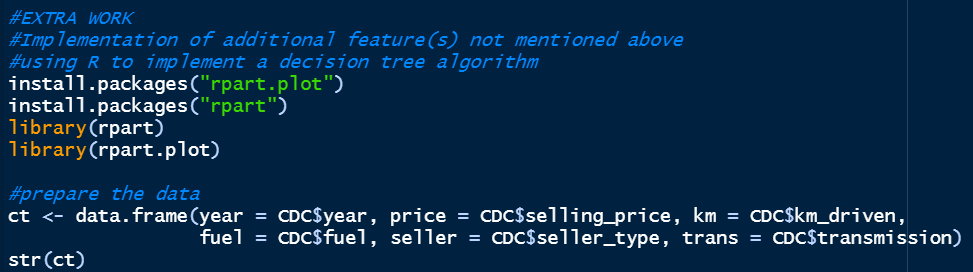 #EXTRA WORK
#Implementation of additional feature(s) not mentioned above
#using R to implement a decision tree algorithm
install.packages("rpart.plot")
install.packages("rpart")
library(rpart)
library(rpart.plot)
#prepare the data
ct <- data.frame(year = CDC$year, price = CDC$selling_price, km = CDC$km_driven,
fuel = CDC$fuel, seller = CDC$seller_type, trans = CDC$transmission)
str(ct)